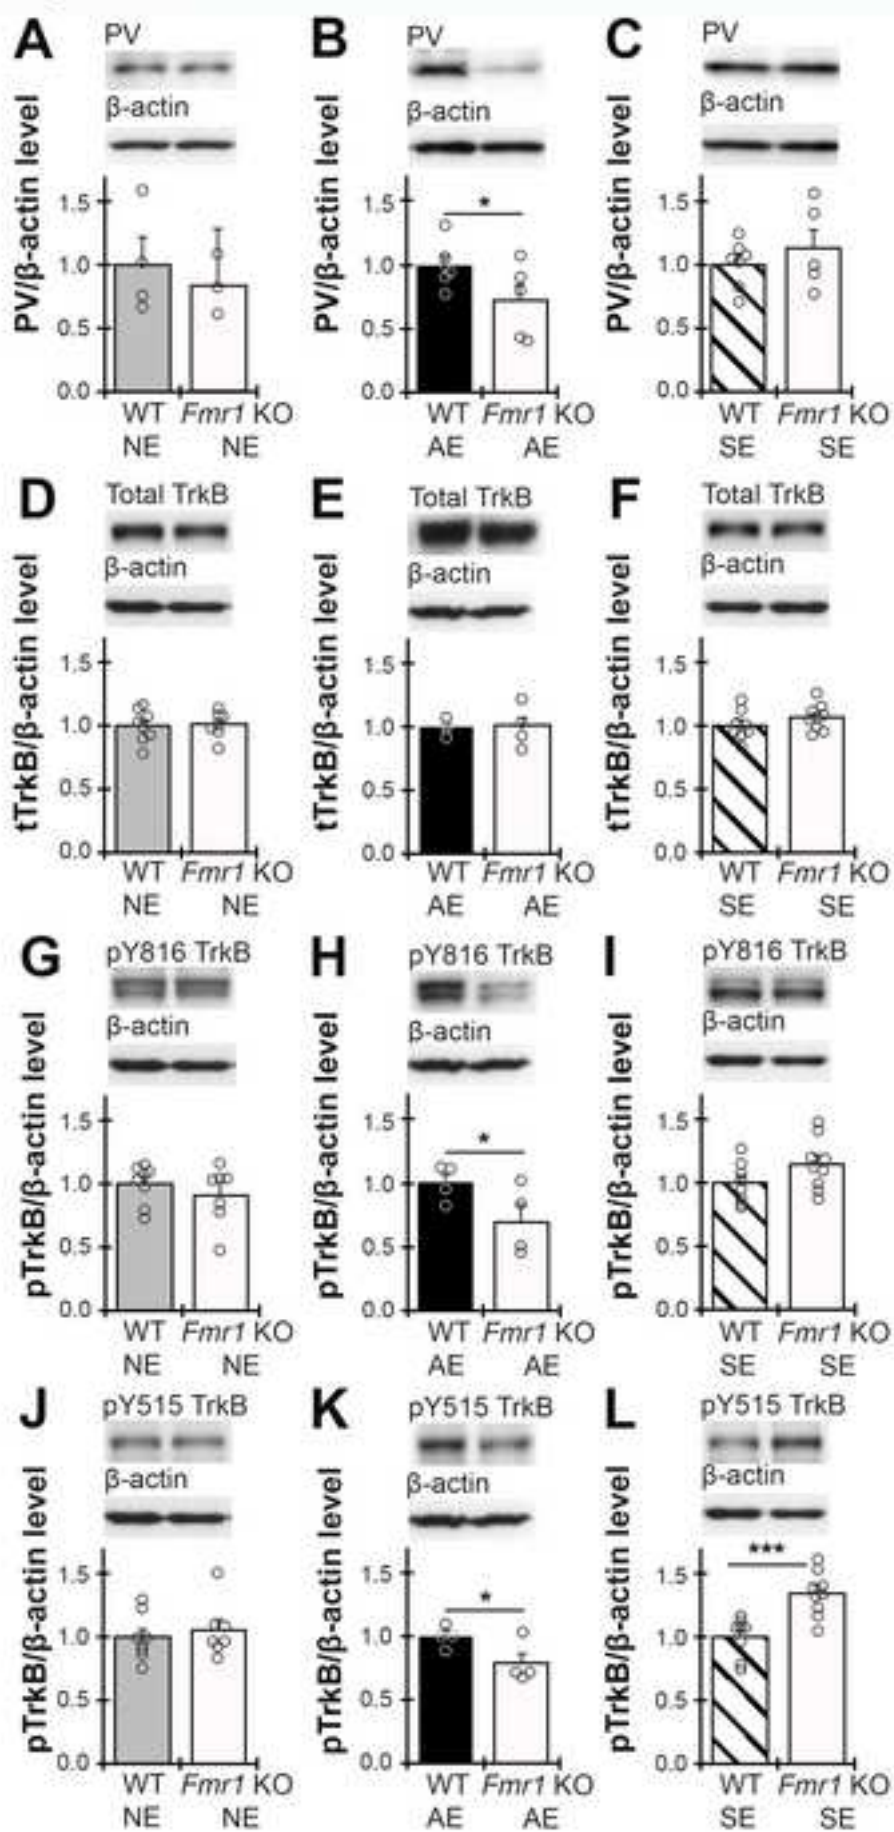 A
PV
β-actin
PV/β-actin level
1.5
1.0
0.5
0.0
WT Fmr1 KO
NE NE
B
PV
β-actin
PV/β-actin level
*
1.5
1.0
0.5
0.0
WT Fmr1 KO
AE AE
C
PV
β-actin
PV/β-actin level
1.5
1.0
0.5
0.0
WT Fmr1 KO
SE SE
D
Total TrkB
β-actin
tTrkB/β-actin level
1.5
1.0
0.5
0.0
WT Fmr1 KO
NE NE
E
Total TrkB
β-actin
tTrkB/β-actin level
1.5
1.0
0.5
0.0
WT Fmr1 KO
AE AE
F
Total TrkB
β-actin
tTrkB/β-actin level
1.5
1.0
0.5
0.0
WT Fmr1 KO
SE SE
G
pY816 TrkB
β-actin
pTrkB/β-actin level
1.5
1.0
0.5
0.0
WT Fmr1 KO
NE NE
H
pY816 TrkB
β-actin
pTrkB/β-actin level
*
1.5
1.0
0.5
0.0
WT Fmr1 KO
AE AE
I
pY816 TrkB
β-actin
pTrkB/β-actin level
1.5
1.0
0.5
0.0
WT Fmr1 KO
SE SE
J
pY515 TrkB
β-actin
pTrkB/β-actin level
1.5
1.0
0.5
0.0
WT Fmr1 KO
NE NE
K
pY515 TrkB
β-actin
pTrkB/β-actin level
*
1.5
1.0
0.5
0.0
WT Fmr1 KO
AE AE
L
pY515 TrkB
β-actin
pTrkB/β-actin level
***
1.5
1.0
0.5
0.0
WT Fmr1 KO
SE SE